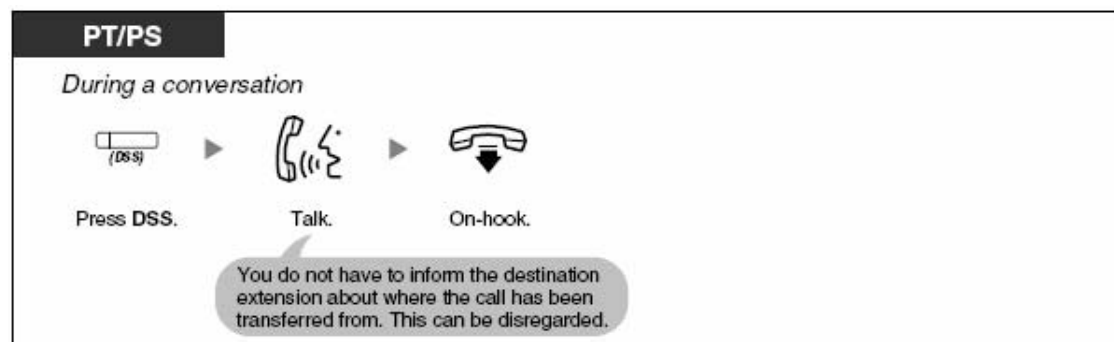 PT/PS
During a conversation
(DSS)
Press DSS.
Talk.
On-hook.
You do not have to inform the destination
extension about where the call has been
transferred from. This can be disregarded.